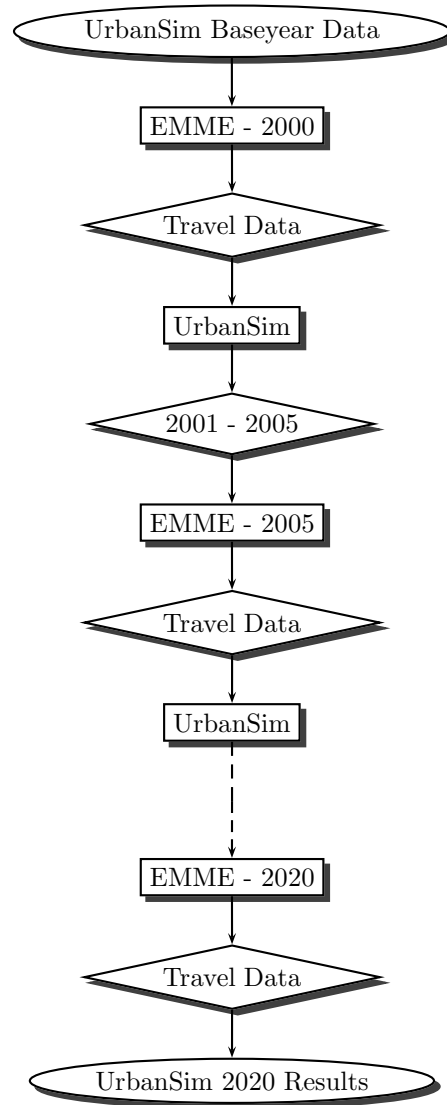 UrbanSim Baseyear Data
EMME - 2000
Travel Data
UrbanSim
2001 - 2005
EMME - 2005
Travel Data
UrbanSim
EMME - 2020
Travel Data
UrbanSim 2020 Results